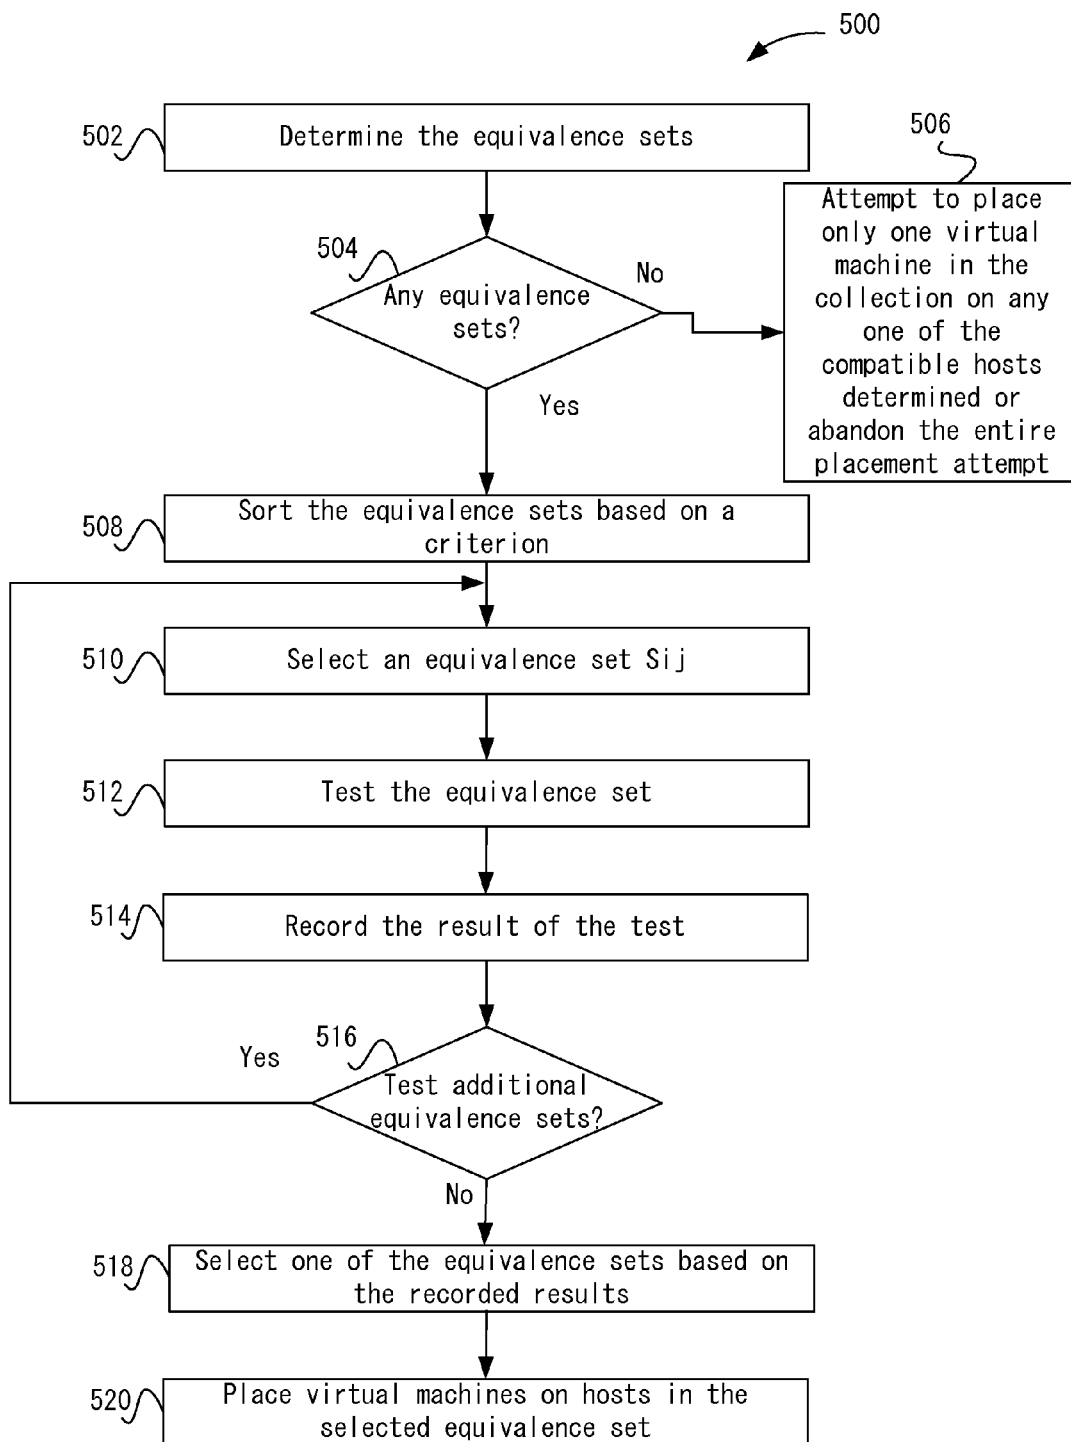 500
502
Determine the equivalence sets
506
Attempt to place
only one virtual
machine in the
collection on any
one of the
compatible hosts
determined or
abandon the entire
placement attempt
504
Any equivalence
sets?
No
Yes
508
Sort the equivalence sets based on a
criterion
510
Select an equivalence set Sij
512
Test the equivalence set
514
Record the result of the test
516
Yes
Test additional
equivalence sets?
No
518
Select one of the equivalence sets based on
the recorded results
520
Place virtual machines on hosts in the
selected equivalence set